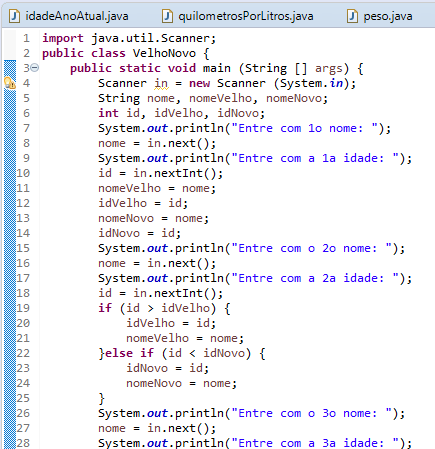 idadeAnoAtual.java quilometrosPorLitros.java peso.java
1 import java.util.Scanner;
2 public class VelhoNovo {
3 public static void main (String [] args) {
4 Scanner in = new Scanner (System.in);
5 String nome, nomeVelho, nomeNovo;
6 int id, idVelho, idNovo;
7 System.out.println("Entre com 1o nome: ");
8 nome = in.next();
9 System.out.println("Entre com a 1a idade: ");
10 id = in.nextInt();
11 nomeVelho = nome;
12 idVelho = id;
13 nomeNovo = nome;
14 idNovo = id;
15 System.out.println("Entre com o 2o nome: ");
16 nome = in.next();
17 System.out.println("Entre com a 2a idade: ");
18 id = in.nextInt();
19 if (id > idVelho) {
20 idVelho = id;
21 nomeVelho = nome;
22 }else if (id < idNovo) {
23 idNovo = id;
24 nomeNovo = nome;
25 }
26 System.out.println("Entre com o 3o nome: ");
27 nome = in.next();
28 System.out.println("Entre com a 3a idade: ");